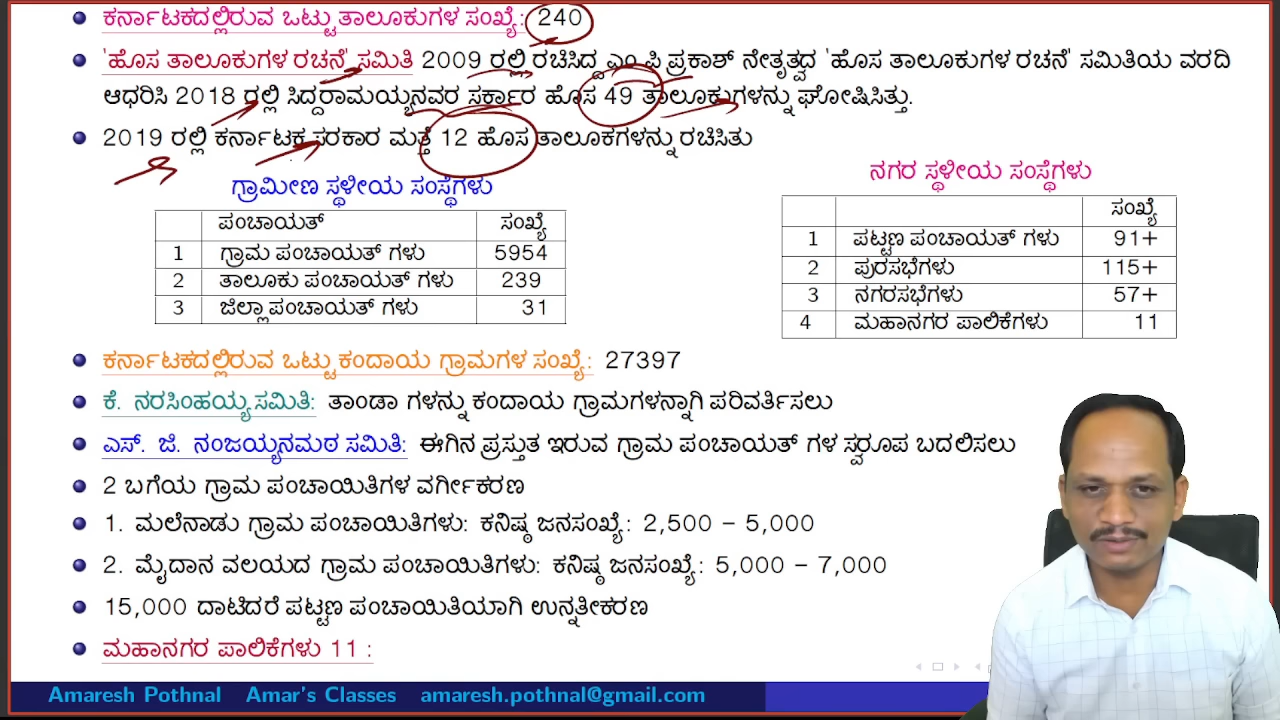 ಕರ್ನಾಟಕದಲ್ಲಿರುವ ಒಟ್ಟು ತಾಲೂಕುಗಳ ಸಂಖ್ಯೆ: 240
'ಹೊಸ ತಾಲೂಕುಗಳ ರಚನೆ' ಸಮಿತಿ 2009 ರಲ್ಲಿ ರಚಿಸಿದ್ದ ಎಂ.ಪಿ ಪ್ರಕಾಶ್ ನೇತೃತ್ವದ 'ಹೊಸ ತಾಲೂಕುಗಳ ರಚನೆ' ಸಮಿತಿಯ ವರದಿ
ಆಧರಿಸಿ 2018 ರಲ್ಲಿ ಸಿದ್ದರಾಮಯ್ಯನವರ ಸರ್ಕಾರ ಹೊಸ 49 ತಾಲೂಕುಗಳನ್ನು ಘೋಷಿಸಿತ್ತು.
2019 ರಲ್ಲಿ ಕರ್ನಾಟಕ ಸರಕಾರ ಮತ್ತೆ 12 ಹೊಸ ತಾಲೂಕಗಳನ್ನು ರಚಿಸಿತು
ಗ್ರಾಮೀಣ ಸ್ಥಳೀಯ ಸಂಸ್ಥೆಗಳು
ಪಂಚಾಯತ್ ಸಂಖ್ಯೆ
1 ಗ್ರಾಮ ಪಂಚಾಯತ್ ಗಳು 5954
2 ತಾಲೂಕು ಪಂಚಾಯತ್ ಗಳು 239
3 ಜಿಲ್ಲಾ ಪಂಚಾಯತ್ ಗಳು 31
ನಗರ ಸ್ಥಳೀಯ ಸಂಸ್ಥೆಗಳು
ಸಂಖ್ಯೆ
1 ಪಟ್ಟಣ ಪಂಚಾಯತ್ ಗಳು 91+
2 ಪುರಸಭೆಗಳು 115+
3 ನಗರಸಭೆಗಳು 57+
4 ಮಹಾನಗರ ಪಾಲಿಕೆಗಳು 11
ಕರ್ನಾಟಕದಲ್ಲಿರುವ ಒಟ್ಟು ಕಂದಾಯ ಗ್ರಾಮಗಳ ಸಂಖ್ಯೆ: 27397
ಕೆ. ನರಸಿಂಹಯ್ಯ ಸಮಿತಿ: ತಾಂಡಾ ಗಳನ್ನು ಕಂದಾಯ ಗ್ರಾಮಗಳನ್ನಾಗಿ ಪರಿವರ್ತಿಸಲು
ಎಸ್. ಜಿ. ನಂಜಯ್ಯನಮಠ ಸಮಿತಿ: ಈಗಿನ ಪ್ರಸ್ತುತ ಇರುವ ಗ್ರಾಮ ಪಂಚಾಯತ್ ಗಳ ಸ್ವರೂಪ ಬದಲಿಸಲು
2 ಬಗೆಯ ಗ್ರಾಮ ಪಂಚಾಯಿತಿಗಳ ವರ್ಗೀಕರಣ
1. ಮಲೆನಾಡು ಗ್ರಾಮ ಪಂಚಾಯಿತಿಗಳು: ಕನಿಷ್ಠ ಜನಸಂಖ್ಯೆ: 2,500 – 5,000
2. ಮೈದಾನ ವಲಯದ ಗ್ರಾಮ ಪಂಚಾಯಿತಿಗಳು: ಕನಿಷ್ಠ ಜನಸಂಖ್ಯೆ: 5,000 – 7,000
15,000 ದಾಟಿದರೆ ಪಟ್ಟಣ ಪಂಚಾಯಿತಿಯಾಗಿ ಉನ್ನತೀಕರಣ
ಮಹಾನಗರ ಪಾಲಿಕೆಗಳು 11 :
Amaresh Pothnal Amar's Classes amaresh.pothnal@gmail.com